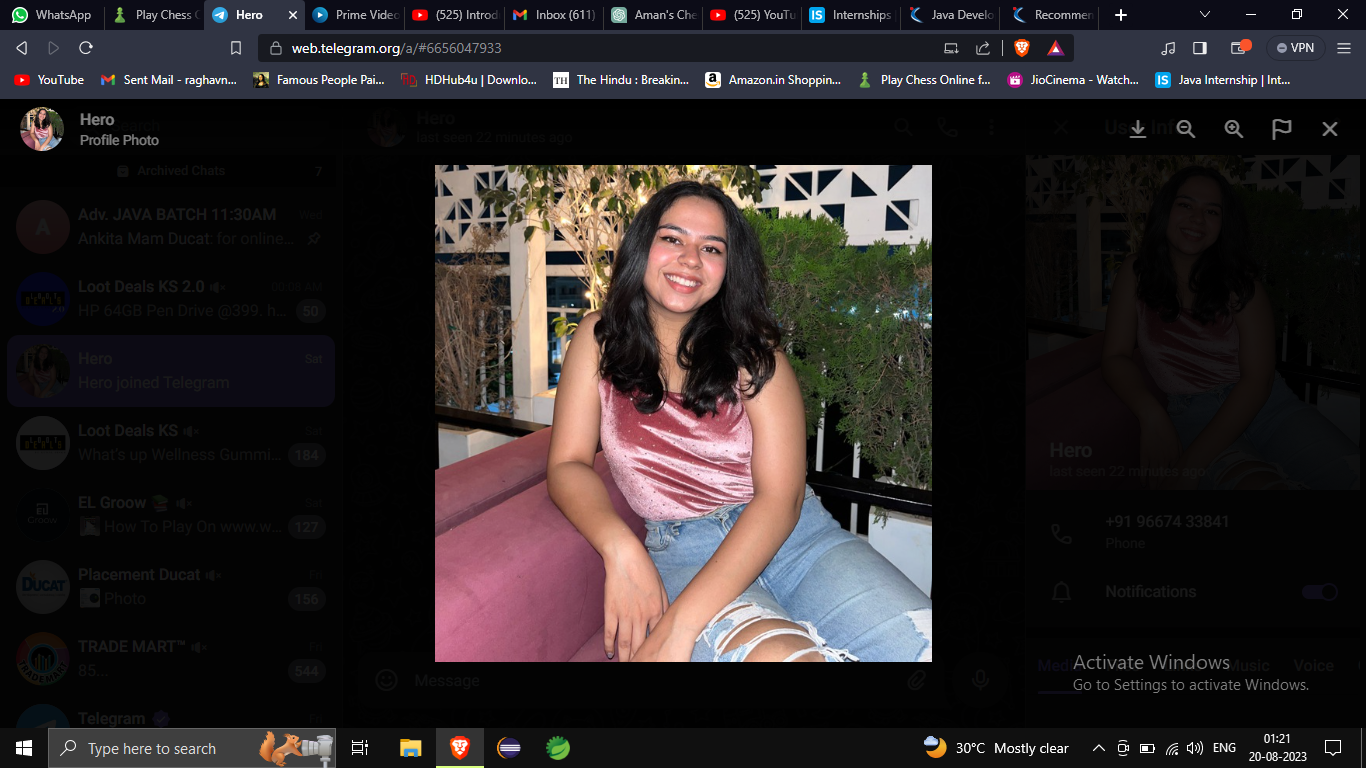 WhatsApp
Play Chess O
Hero
Prime Video
(525) Introd
Inbox (611)
Aman's Che
(525) YouTu
Internships
Java Develo
Recommen
web.telegram.org/a/#6656047933
VPN
YouTube
Sent Mail - raghavn...
Famous People Pai...
HDHub4u | Downlo...
TH
The Hindu : Breakin...
Amazon.in Shoppin...
Play Chess Online f...
JioCinema - Watch...
IS
Java Internship | Int...
Hero
Profile Photo
Hero
last seen 22 minutes ago
User Info
Archived Chats
7
A
Adv. JAVA BATCH 11:30AM
Wed
Ankita Mam Ducat: for online...
Loot Deals KS 2.0
00:08 AM
HP 64GB Pen Drive @399. h...
50
Hero
Sat
Hero joined Telegram
Loot Deals KS
Sat
What's up Wellness Gummi...
184
EL Groow
Sat
How To Play On www.w...
127
DUCAT
Placement Ducat
Fri
Photo
156
TRADE MART™
Fri
85...
544
Telegram
Fri
Message
Hero
last seen 22 minutes ago
+91 96674 33841
Phone
Notifications
Music
Voice
Activate Windows
Go to Settings to activate Windows.
Type here to search
30°C Mostly clear
ENG
01:21
20-08-2023